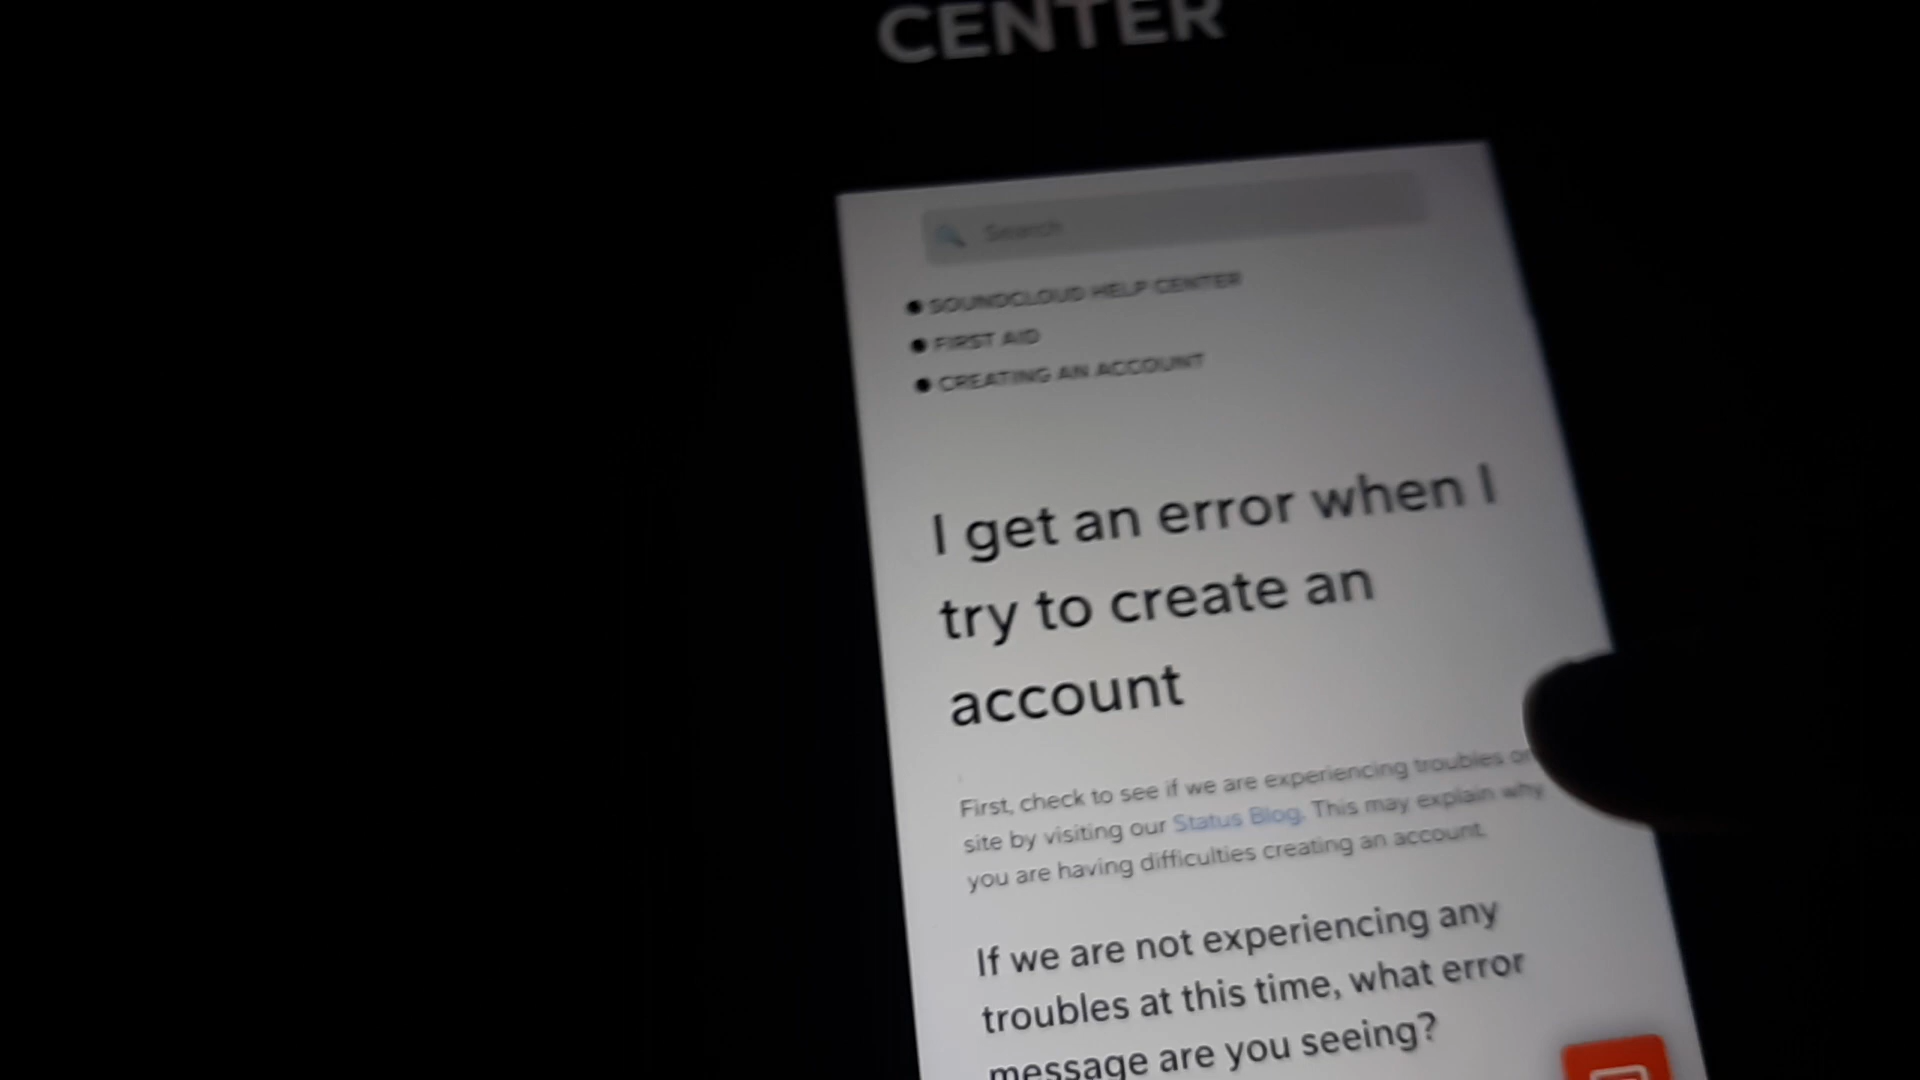 CENTER
Search
SOUNDCLOUD HELP CENTER
FIRST AID
CREATING AN ACCOUNT
I get an error when I
try to create an
account
First, check to see if we are experiencing troubles
site by visiting our Status Blog. This may explain why
you are having difficulties creating an account.
If we are not experiencing any
troubles at this time, what error
message are you seeing?